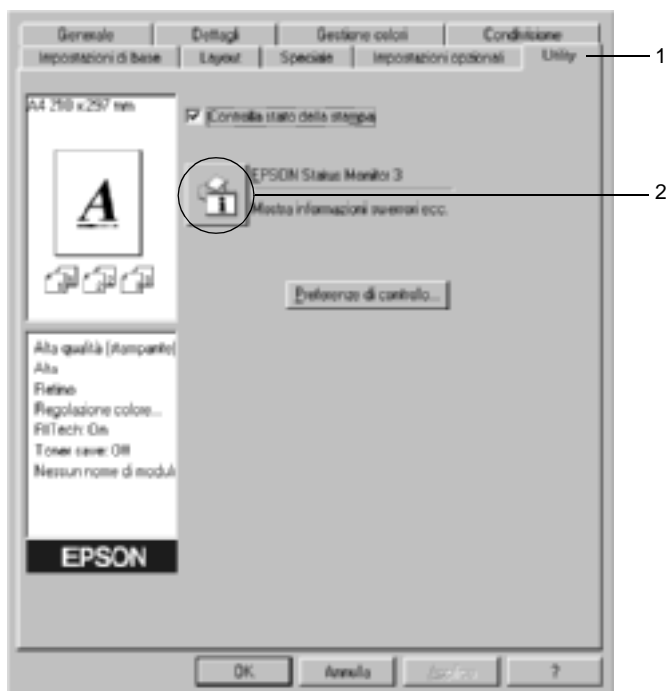 Generale Dettagli Gestione colori Condivisione
Impostazioni di base Layout Speciale Impostazioni opzionali Utility
1
A4 210 x 297 mm
Controlla stato della stampa
EPSON Status Monitor 3
2
Mostra informazioni su errori ecc.
A
Preferenze di controllo...
Alta qualità (stampante)
Alta
Retino
Regolazione colore...
RITech: On
Toner save: Off
Nessun nome di modul
EPSON
OK Annulla ?